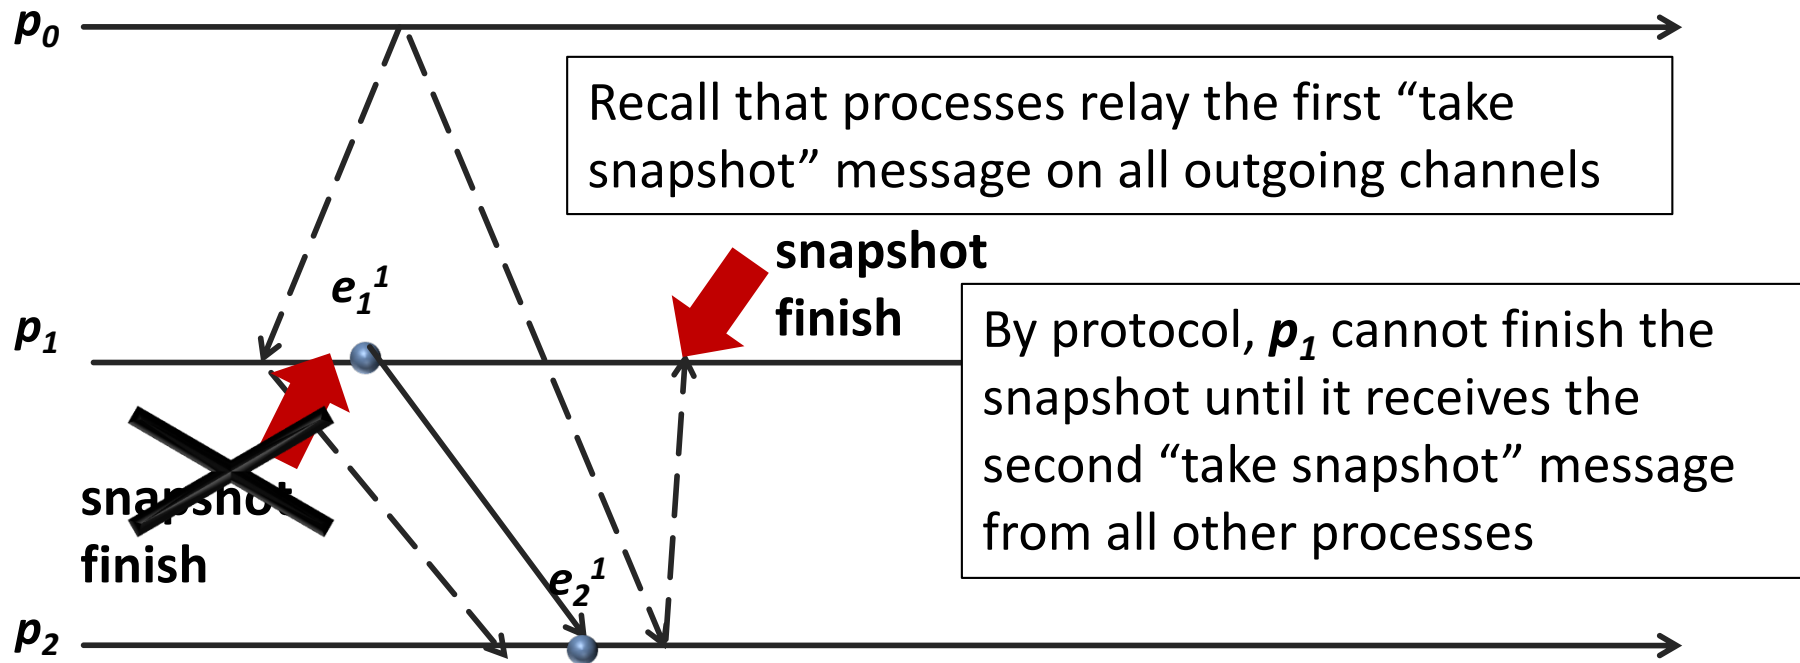 p₀
Recall that processes relay the first “take
snapshot” message on all outgoing channels
snapshot
finish
e₁¹
p₁
By protocol, p₁ cannot finish the
snapshot until it receives the
second “take snapshot” message
from all other processes
snapshot
finish
e₂¹
p₂